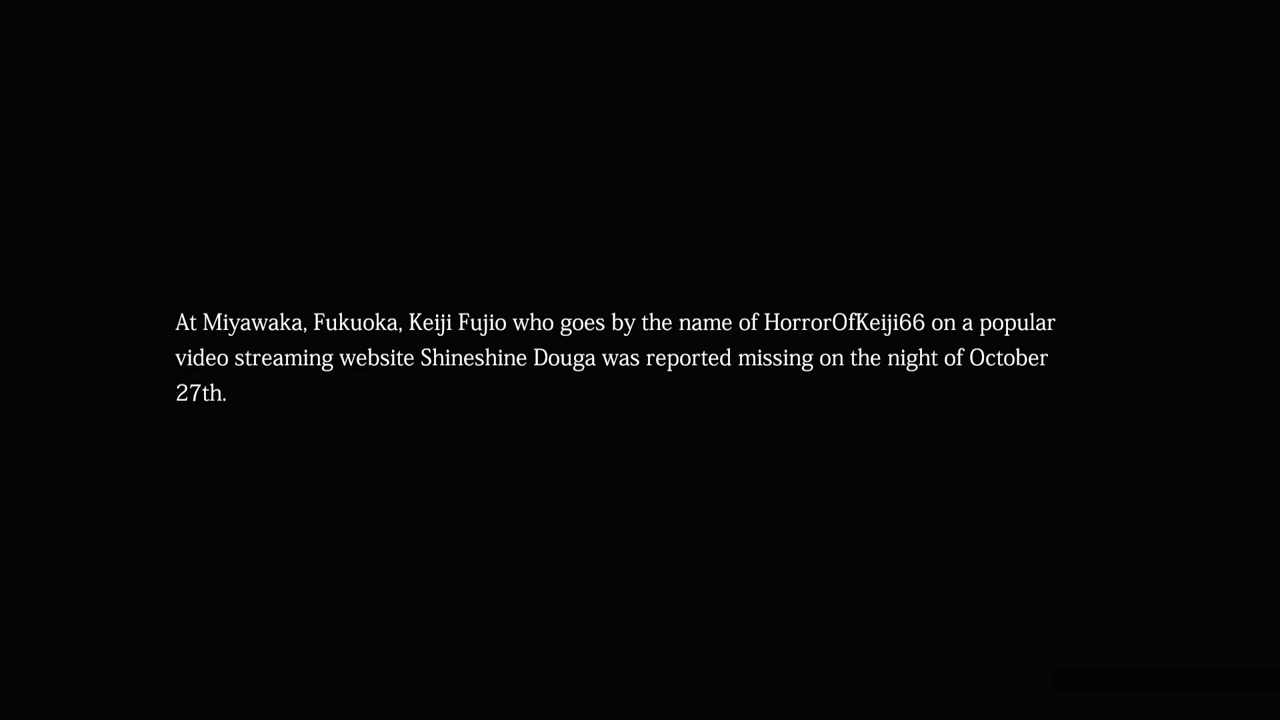 At Miyawaka, Fukuoka, Keiji Fujio who goes by the name of HorrorOfKeiji66 on a popular
video streaming website Shineshine Douga was reported missing on the night of October
27th.